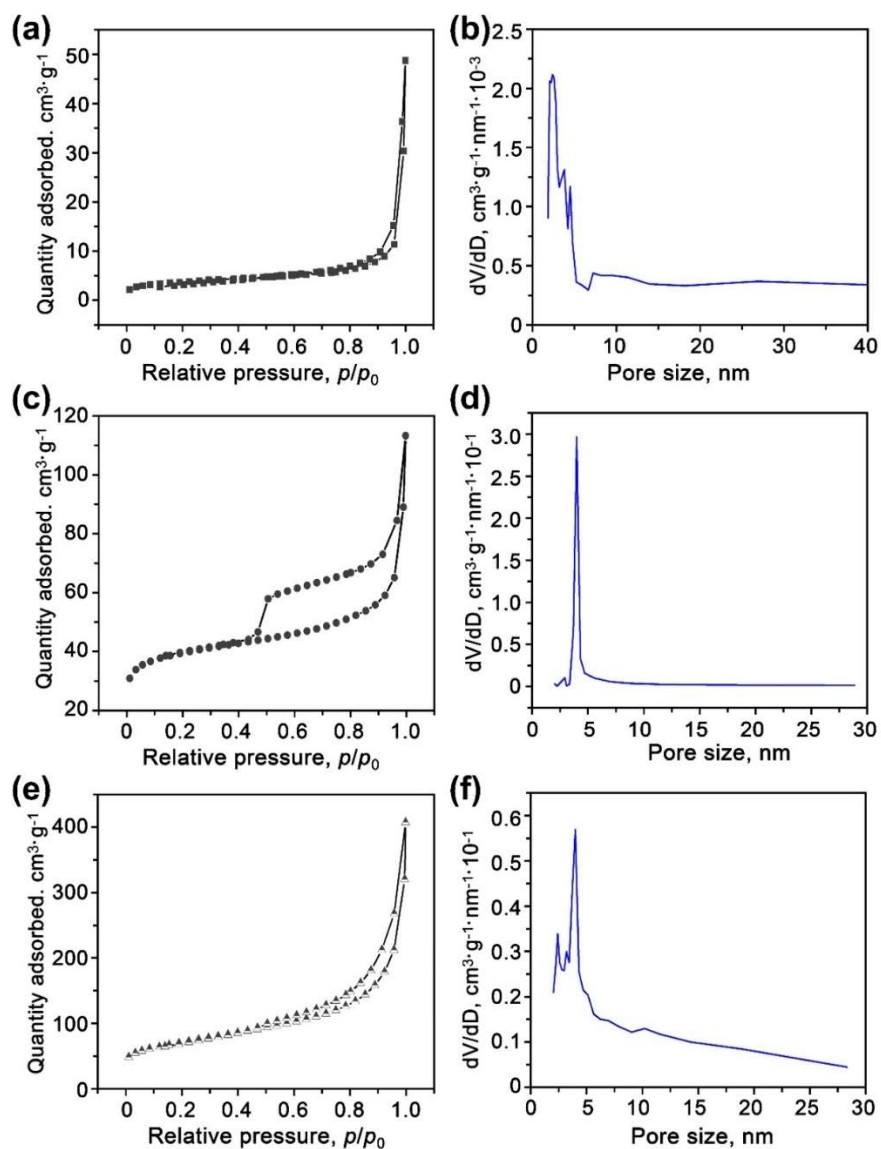 (a)
Quantity adsorbed. cm³·g⁻¹
50
40
30
20
10
0
0 0.2 0.4 0.6 0.8 1.0
Relative pressure, p/p₀
(b)
dV/dD, cm³·g⁻¹·nm⁻¹·10⁻³
2.5
2.0
1.5
1.0
0.5
0
0 10 20 30 40
Pore size, nm
(c)
Quantity adsorbed. cm³·g⁻¹
120
100
80
60
40
20
0 0.2 0.4 0.6 0.8 1.0
Relative pressure, p/p₀
(d)
dV/dD, cm³·g⁻¹·nm⁻¹·10⁻¹
3.0
2.5
2.0
1.5
1.0
0.5
0
0 5 10 15 20 25 30
Pore size, nm
(e)
Quantity adsorbed. cm³·g⁻¹
400
300
200
100
0
0 0.2 0.4 0.6 0.8 1.0
Relative pressure, p/p₀
(f)
dV/dD, cm³·g⁻¹·nm⁻¹·10⁻¹
0.6
0.5
0.4
0.3
0.2
0.1
0
0 5 10 15 20 25 30
Pore size, nm